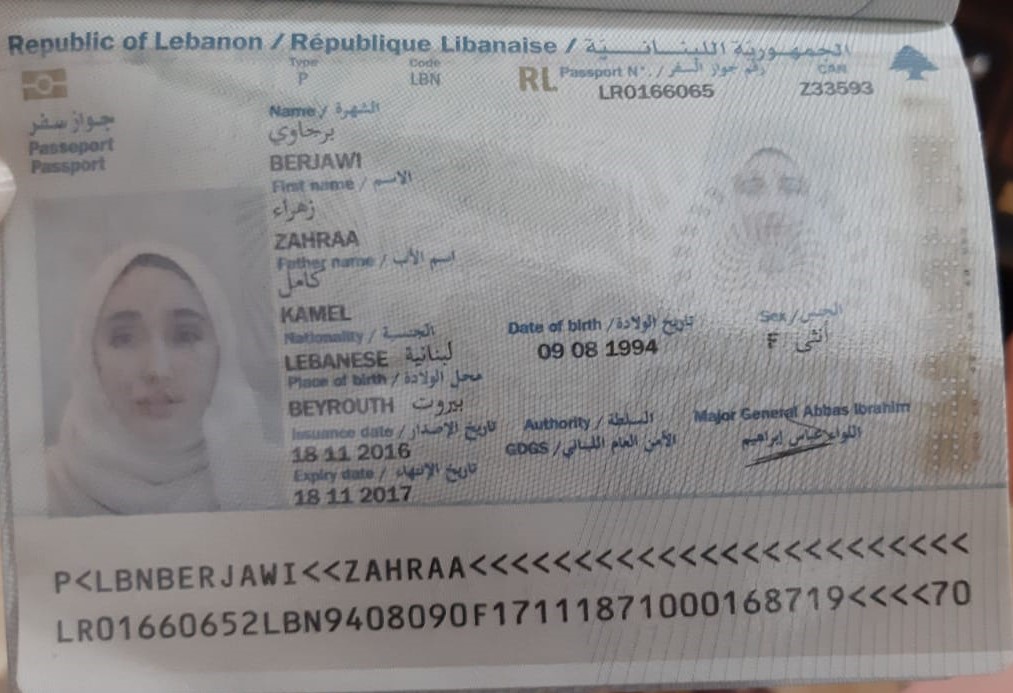 Republic of Lebanon / République Libanaise / الجمهورية اللبنانية
Type
P
Code
LBN
RL
Passport N°. / رقم جواز السفر
LR0166065
CAN
Z33593
جواز سفر
Passeport
Passport
Name / الشهرة
برجاوي
BERJAWI
First name / الاسم
زهراء
ZAHRAA
Father name / اسم الأب
كامل
KAMEL
Nationality / الجنسية
LEBANESE لبنانية
Date of birth / تاريخ الولادة
09 08 1994
Sex / الجنس
F أنثى
Place of birth / محل الولادة
BEYROUTH بيروت
Issuance date / تاريخ الإصدار
18 11 2016
Authority / السلطة
GDGS / الأمن العام اللبناني
Major General Abbas Ibrahim
اللواء عباس إبراهيم
Expiry date / تاريخ الانتهاء
18 11 2017
P<LBNBERJAWI<<ZAHRAA<<<<<<<<<<<<<<<<<<<<<<<<
LR01660652LBN9408090F17111871000168719<<<<70